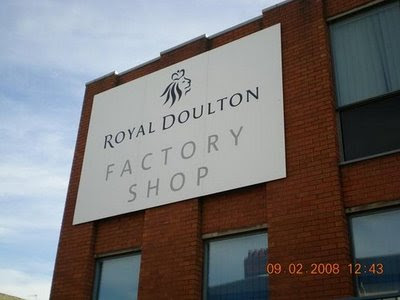 ROYAL DOULTON
FACTORY
SHOP
09.02.2008 12:43